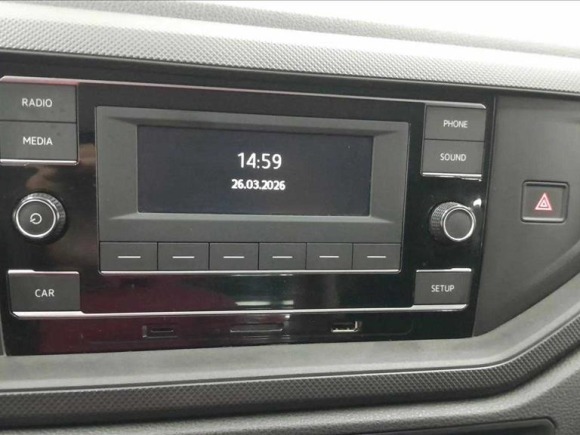 RADIO
MEDIA
14:59
26.03.2026
PHONE
SOUND
CAR
SETUP